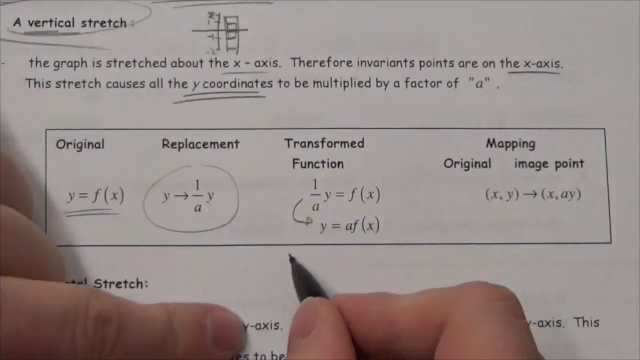 A vertical stretch:
the graph is stretched about the x – axis. Therefore invariants points are on the x-axis.
This stretch causes all the y coordinates to be multiplied by a factor of "a".
Original Replacement Transformed Function Mapping
Original image point
y = f(x) y → 1/a y 1/a y = f(x) (x, y) → (x, ay)
y = af(x)
Stretch:
y-axis. y-axis. This
to be